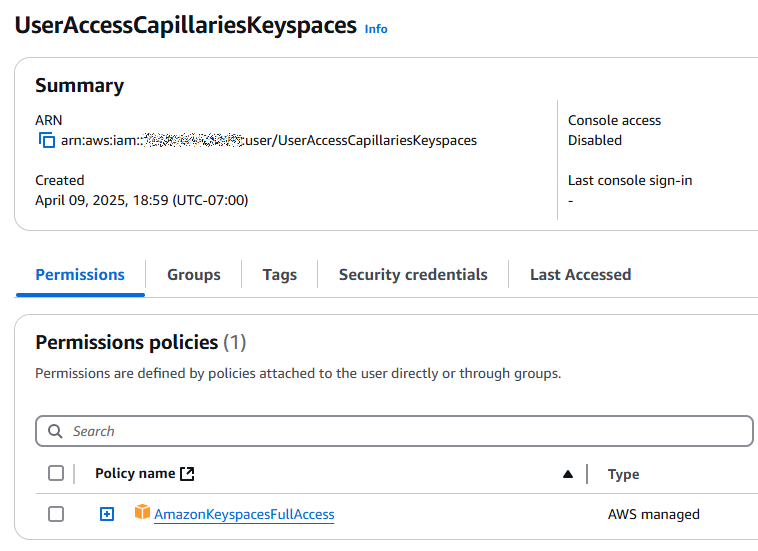 UserAccessCapillariesKeyspaces Info
Summary
ARN
arn:aws:iam:: :user/UserAccessCapillariesKeyspaces
Created
April 09, 2025, 18:59 (UTC-07:00)
Console access
Disabled
Last console sign-in
-
Permissions Groups Tags Security credentials Last Accessed
Permissions policies (1)
Permissions are defined by policies attached to the user directly or through groups.
Search
Policy name Type
AmazonKeyspacesFullAccess AWS managed